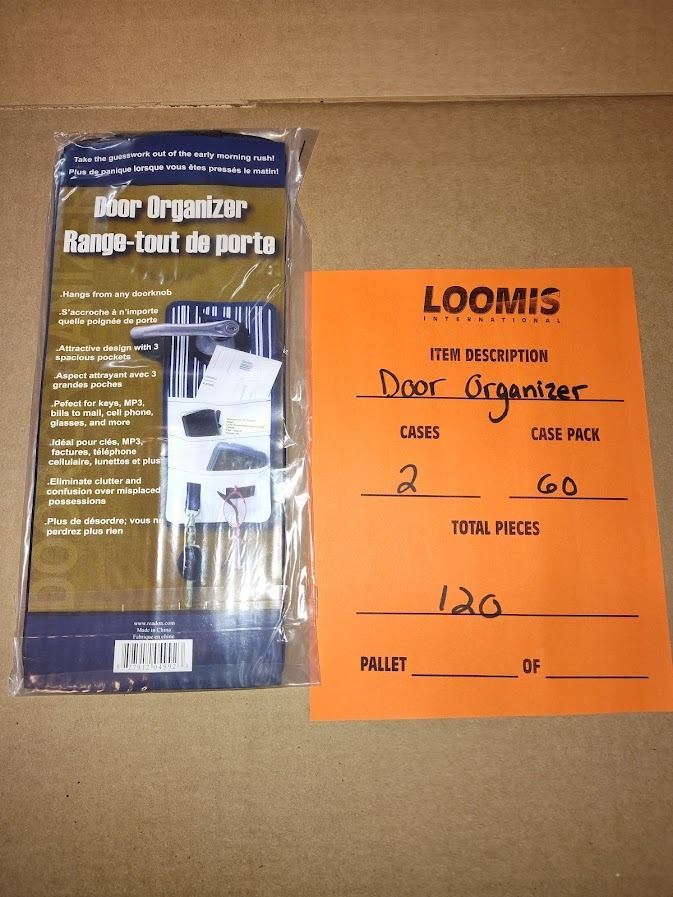 Take the guesswork out of the early morning rush!
Plus de panique lorsque vous êtes pressés le matin!
Door Organizer
Range-tout de porte
.Hangs from any doorknob
.S'accroche à n'importe
quelle poignée de porte
.Attractive design with 3
spacious pockets
.Aspect attrayant avec 3
grandes poches
.Pefect for keys, MP3,
bills to mail, cell phone,
glasses, and more
.Idéal pour clés, MP3,
factures, téléphone
cellulaire, lunettes et plus
.Eliminate clutter and
confusion over misplaced
possessions
.Plus de désordre; vous n
perdrez plus rien
Made in China
Fabriqué en chine
LOOMIS
INTERNATIONAL
ITEM DESCRIPTION
Door Organizer
CASES
CASE PACK
2
60
TOTAL PIECES
120
PALLET OF